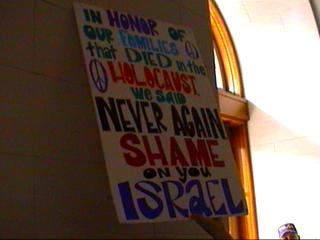 IN HONOR OF
OUR FAMILIES
that DIED in the
HOLOCAUST,
WE SAID
NEVER AGAIN
SHAME
ON YOU
ISRAEL